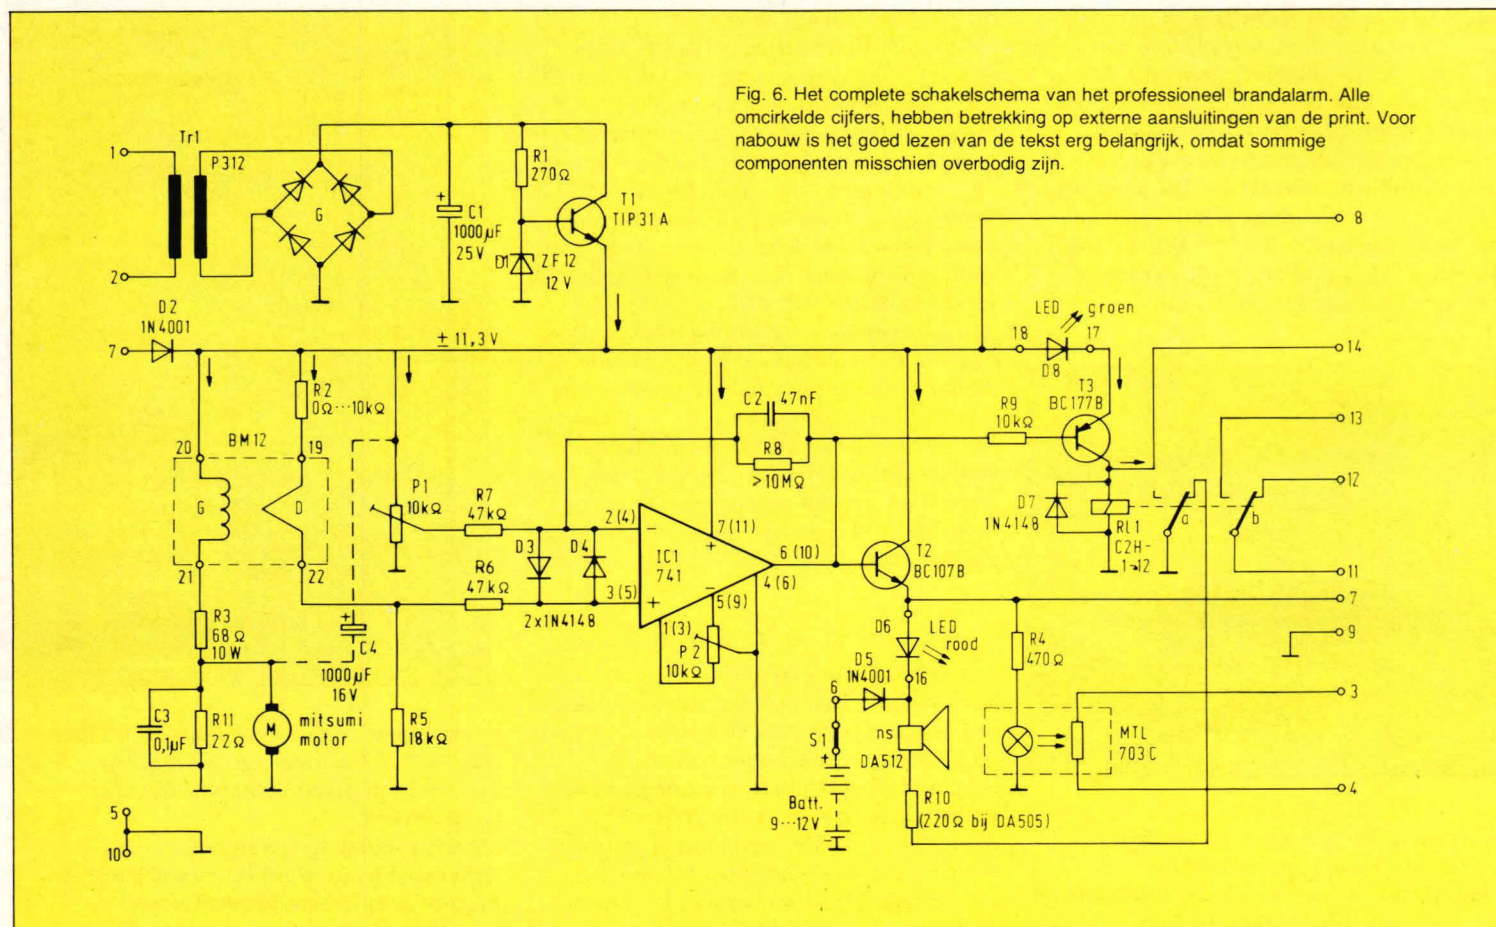 Fig. 6. Het complete schakelschema van het professioneel brandalarm. Alle
omcirkelde cijfers, hebben betrekking op externe aansluitingen van de print. Voor
nabouw is het goed lezen van de tekst erg belangrijk, omdat sommige
componenten misschien overbodig zijn.
Tr1
P312
1
2
G
+
C1
1000µF
25V
R1
270Ω
T1
TIP31A
D1
ZF12
12V
8
D2
1N4001
7
± 11,3V
LED groen
18
17
D8
14
R2
0Ω···10kΩ
C2 47nF
R8
>10MΩ
R9
10kΩ
T3
BC177B
13
BM12
20
19
G
D
21
22
P1
10kΩ
R7
47kΩ
R6
47kΩ
D3
D4
2x1N4148
2(4)
−
3(5)
+
IC1
741
7(11)
+
6(10)
4(6)
−
5(9)
1(3)
P2
10kΩ
D7
1N4148
RL1
C2H-
1→12
a
b
12
11
T2
BC107B
7
R3
68Ω
10W
+
C4
1000µF
16V
D6
LED
rood
16
D5
1N4001
6
R4
470Ω
9
3
C3
0,1µF
R11
22Ω
M
mitsumi
motor
R5
18kΩ
S1
+
ns
DA512
MTL
703C
4
Batt.
9···12V
−
R10
(220Ω bij DA505)
5
10